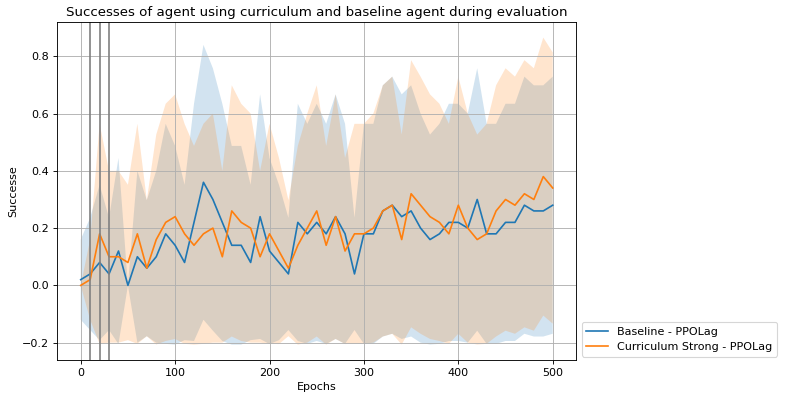 Successes of agent using curriculum and baseline agent during evaluation
Successe
0.8
0.6
0.4
0.2
0.0
−0.2
0
100
200
300
400
500
Epochs
Baseline - PPOLag
Curriculum Strong - PPOLag